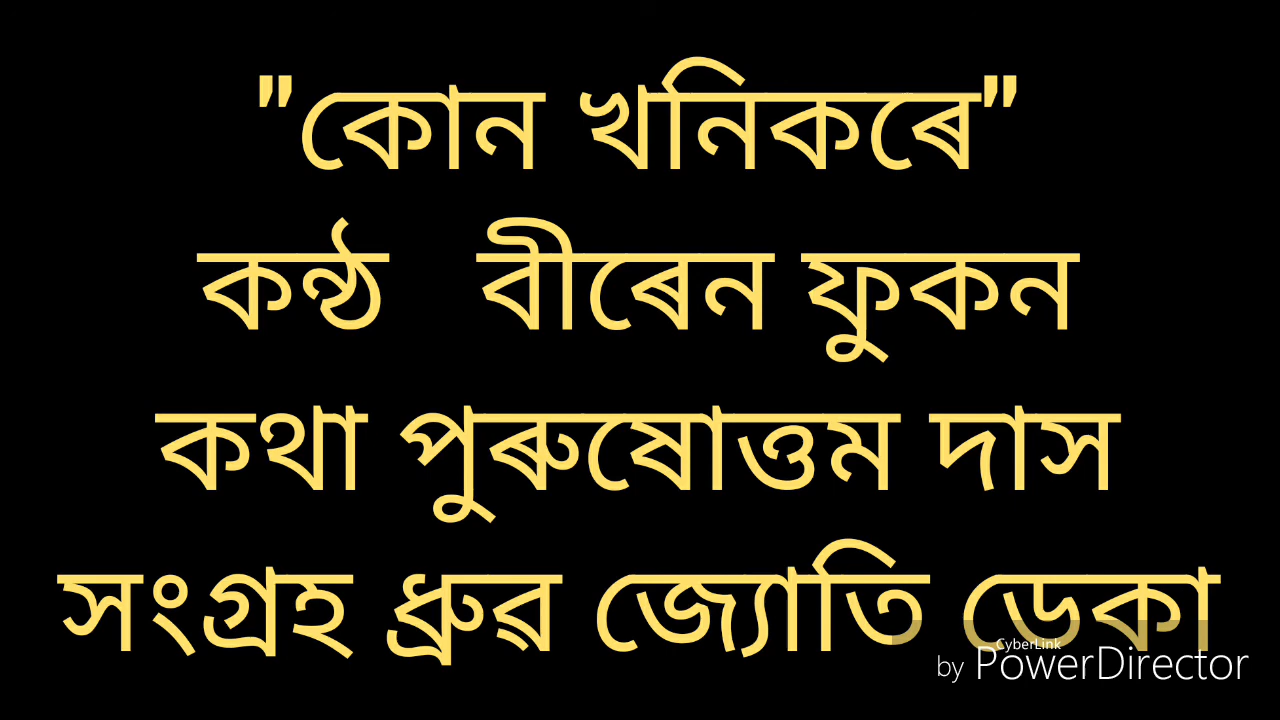 "কোন খনিকৰে"
কন্ঠ বীৰেন ফুকন
কথা পুৰুষোত্তম দাস
সংগ্ৰহ ধ্ৰুৱ জ্যোতি ডেকা
CyberLink
by PowerDirector